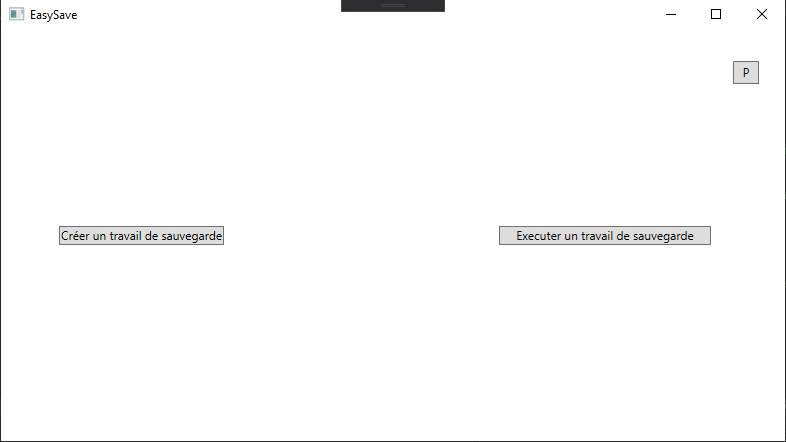 EasySave
P
Créer un travail de sauvegarde
Executer un travail de sauvegarde